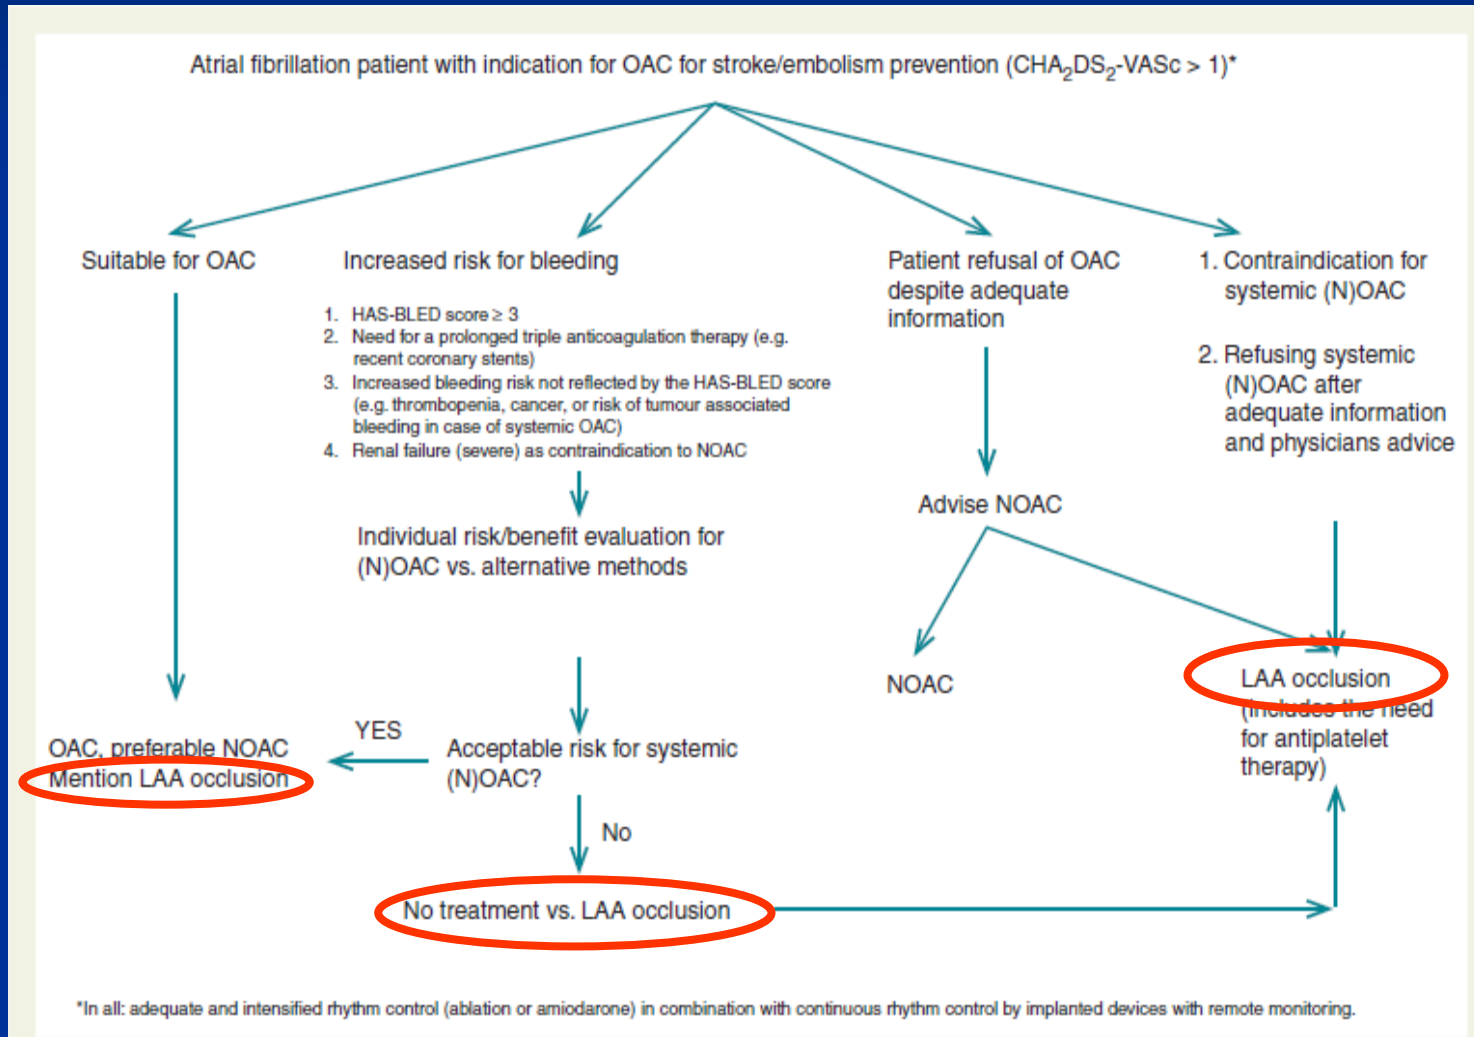 Atrial fibrillation patient with indication for OAC for stroke/embolism prevention (CHA₂DS₂-VASc > 1)*
Suitable for OAC
Increased risk for bleeding
1. HAS-BLED score ≥ 3
2. Need for a prolonged triple anticoagulation therapy (e.g.
recent coronary stents)
3. Increased bleeding risk not reflected by the HAS-BLED score
(e.g. thrombopenia, cancer, or risk of tumour associated
bleeding in case of systemic OAC)
4. Renal failure (severe) as contraindication to NOAC
Patient refusal of OAC
despite adequate
information
1. Contraindication for
systemic (N)OAC
2. Refusing systemic
(N)OAC after
adequate information
and physicians advice
Individual risk/benefit evaluation for
(N)OAC vs. alternative methods
Advise NOAC
NOAC
LAA occlusion
(includes the need
for antiplatelet
therapy)
OAC, preferable NOAC
Mention LAA occlusion
YES
Acceptable risk for systemic
(N)OAC?
No
No treatment vs. LAA occlusion
*In all: adequate and intensified rhythm control (ablation or amiodarone) in combination with continuous rhythm control by implanted devices with remote monitoring.